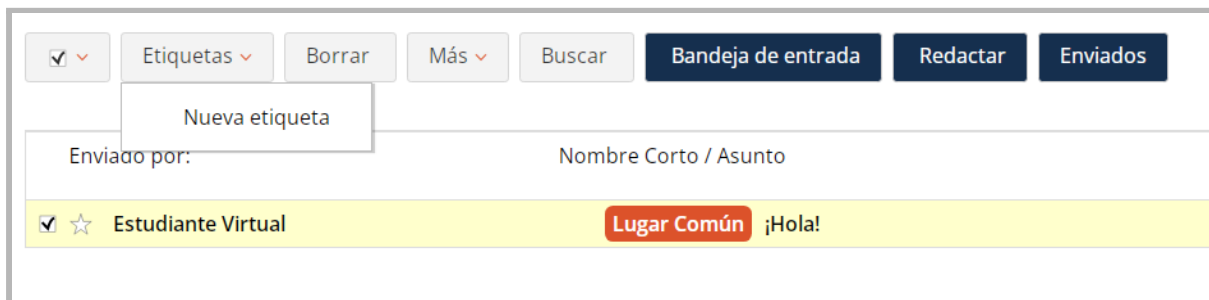 Etiquetas Borrar Más Buscar Bandeja de entrada Redactar Enviados
Nueva etiqueta
Enviado por: Nombre Corto / Asunto
Estudiante Virtual Lugar Común ¡Hola!